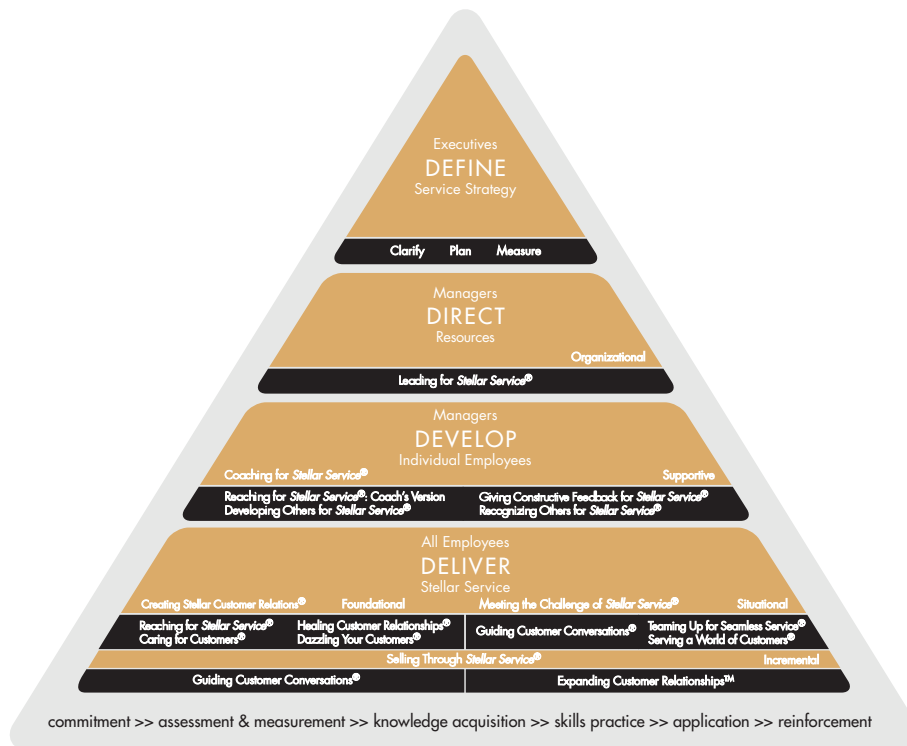 Executives
DEFINE
Service Strategy
Clarify Plan Measure
Managers
DIRECT
Resources
Organizational
Leading for Stellar Service®
Managers
DEVELOP
Individual Employees
Coaching for Stellar Service® Supportive
Reaching for Stellar Service®: Coach's Version Giving Constructive Feedback for Stellar Service®
Developing Others for Stellar Service® Recognizing Others for Stellar Service®
All Employees
DELIVER
Stellar Service
Creating Stellar Customer Relations® Foundational Meeting the Challenge of Stellar Service® Situational
Reaching for Stellar Service® Healing Customer Relationships® Guiding Customer Conversations® Teaming Up for Seamless Service®
Caring for Customers® Dazzling Your Customers® Serving a World of Customers®
Selling Through Stellar Service® Incremental
Guiding Customer Conversations® Expanding Customer Relationships™
commitment >> assessment & measurement >> knowledge acquisition >> skills practice >> application >> reinforcement